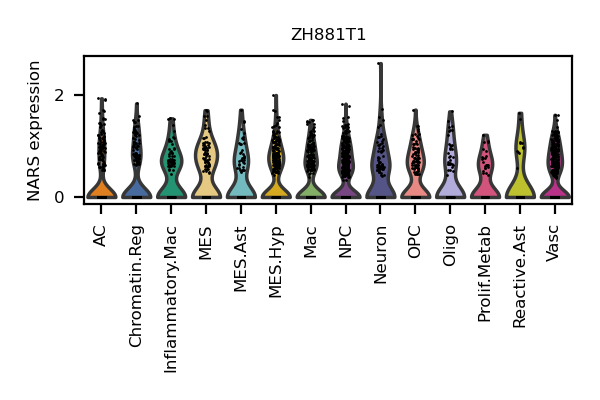 ZH881T1
NARS expression
2
0
AC
Chromatin.Reg
Inflammatory.Mac
MES
MES.Ast
MES.Hyp
Mac
NPC
Neuron
OPC
Oligo
Prolif.Metab
Reactive.Ast
Vasc